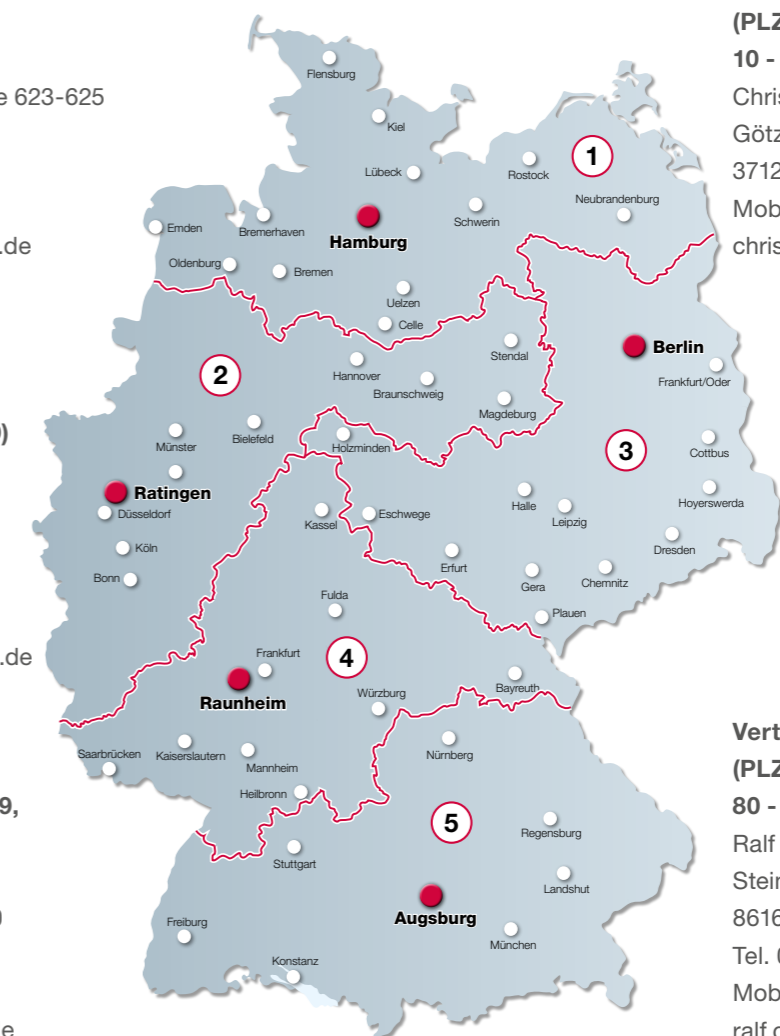 e 623-625
.de
)
.de
9,
)
e
Flensburg
Kiel
Lübeck
Rostock
1
Neubrandenburg
Schwerin
Emden
Bremerhaven
Hamburg
Oldenburg
Bremen
Uelzen
Celle
Stendal
Berlin
2
Hannover
Braunschweig
Frankfurt/Oder
Magdeburg
Münster
Bielefeld
Holzminden
3
Cottbus
Ratingen
Düsseldorf
Kassel
Eschwege
Halle
Leipzig
Hoyerswerda
Köln
Dresden
Bonn
Erfurt
Gera
Chemnitz
Fulda
Plauen
Frankfurt
4
Raunheim
Würzburg
Bayreuth
Saarbrücken
Kaiserslautern
Mannheim
Nürnberg
Heilbronn
5
Regensburg
Stuttgart
Landshut
Augsburg
Freiburg
München
Konstanz
(PLZ
10 -
Chris
Götz
3712
Mob
chris
Vert
(PLZ
80 -
Ralf
Stein
8616
Tel. 0
Mob
ralf.c